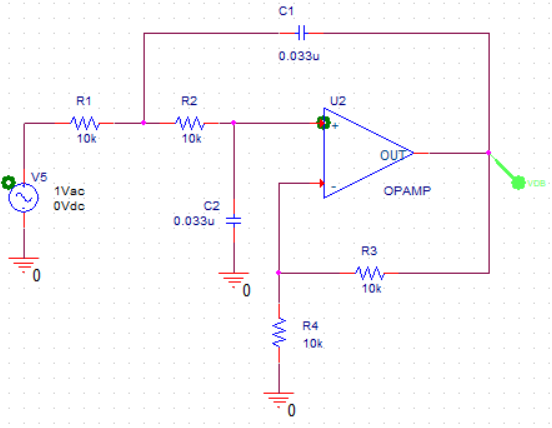 C1
0.033u
R1
10k
R2
10k
U2
+
OUT
-
OPAMP
VDB
V5
1Vac
0Vdc
C2
0.033u
R3
10k
R4
10k
0
0
0